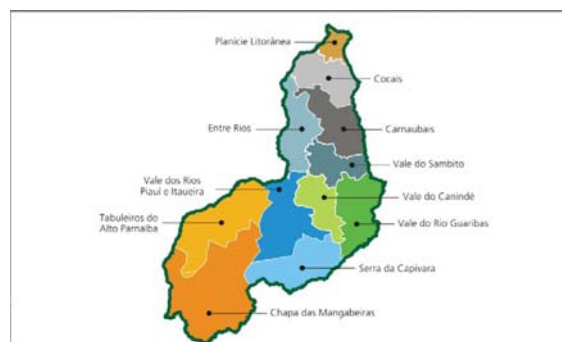 Planície Litorânea
Cocais
Entre Rios
Carnaubais
Vale do Sambito
Vale dos Rios
Piauí e Itaueira
Vale do Canindé
Tabuleiros do
Alto Parnaíba
Vale do Rio Guaribas
Serra da Capivara
Chapa das Mangabeiras